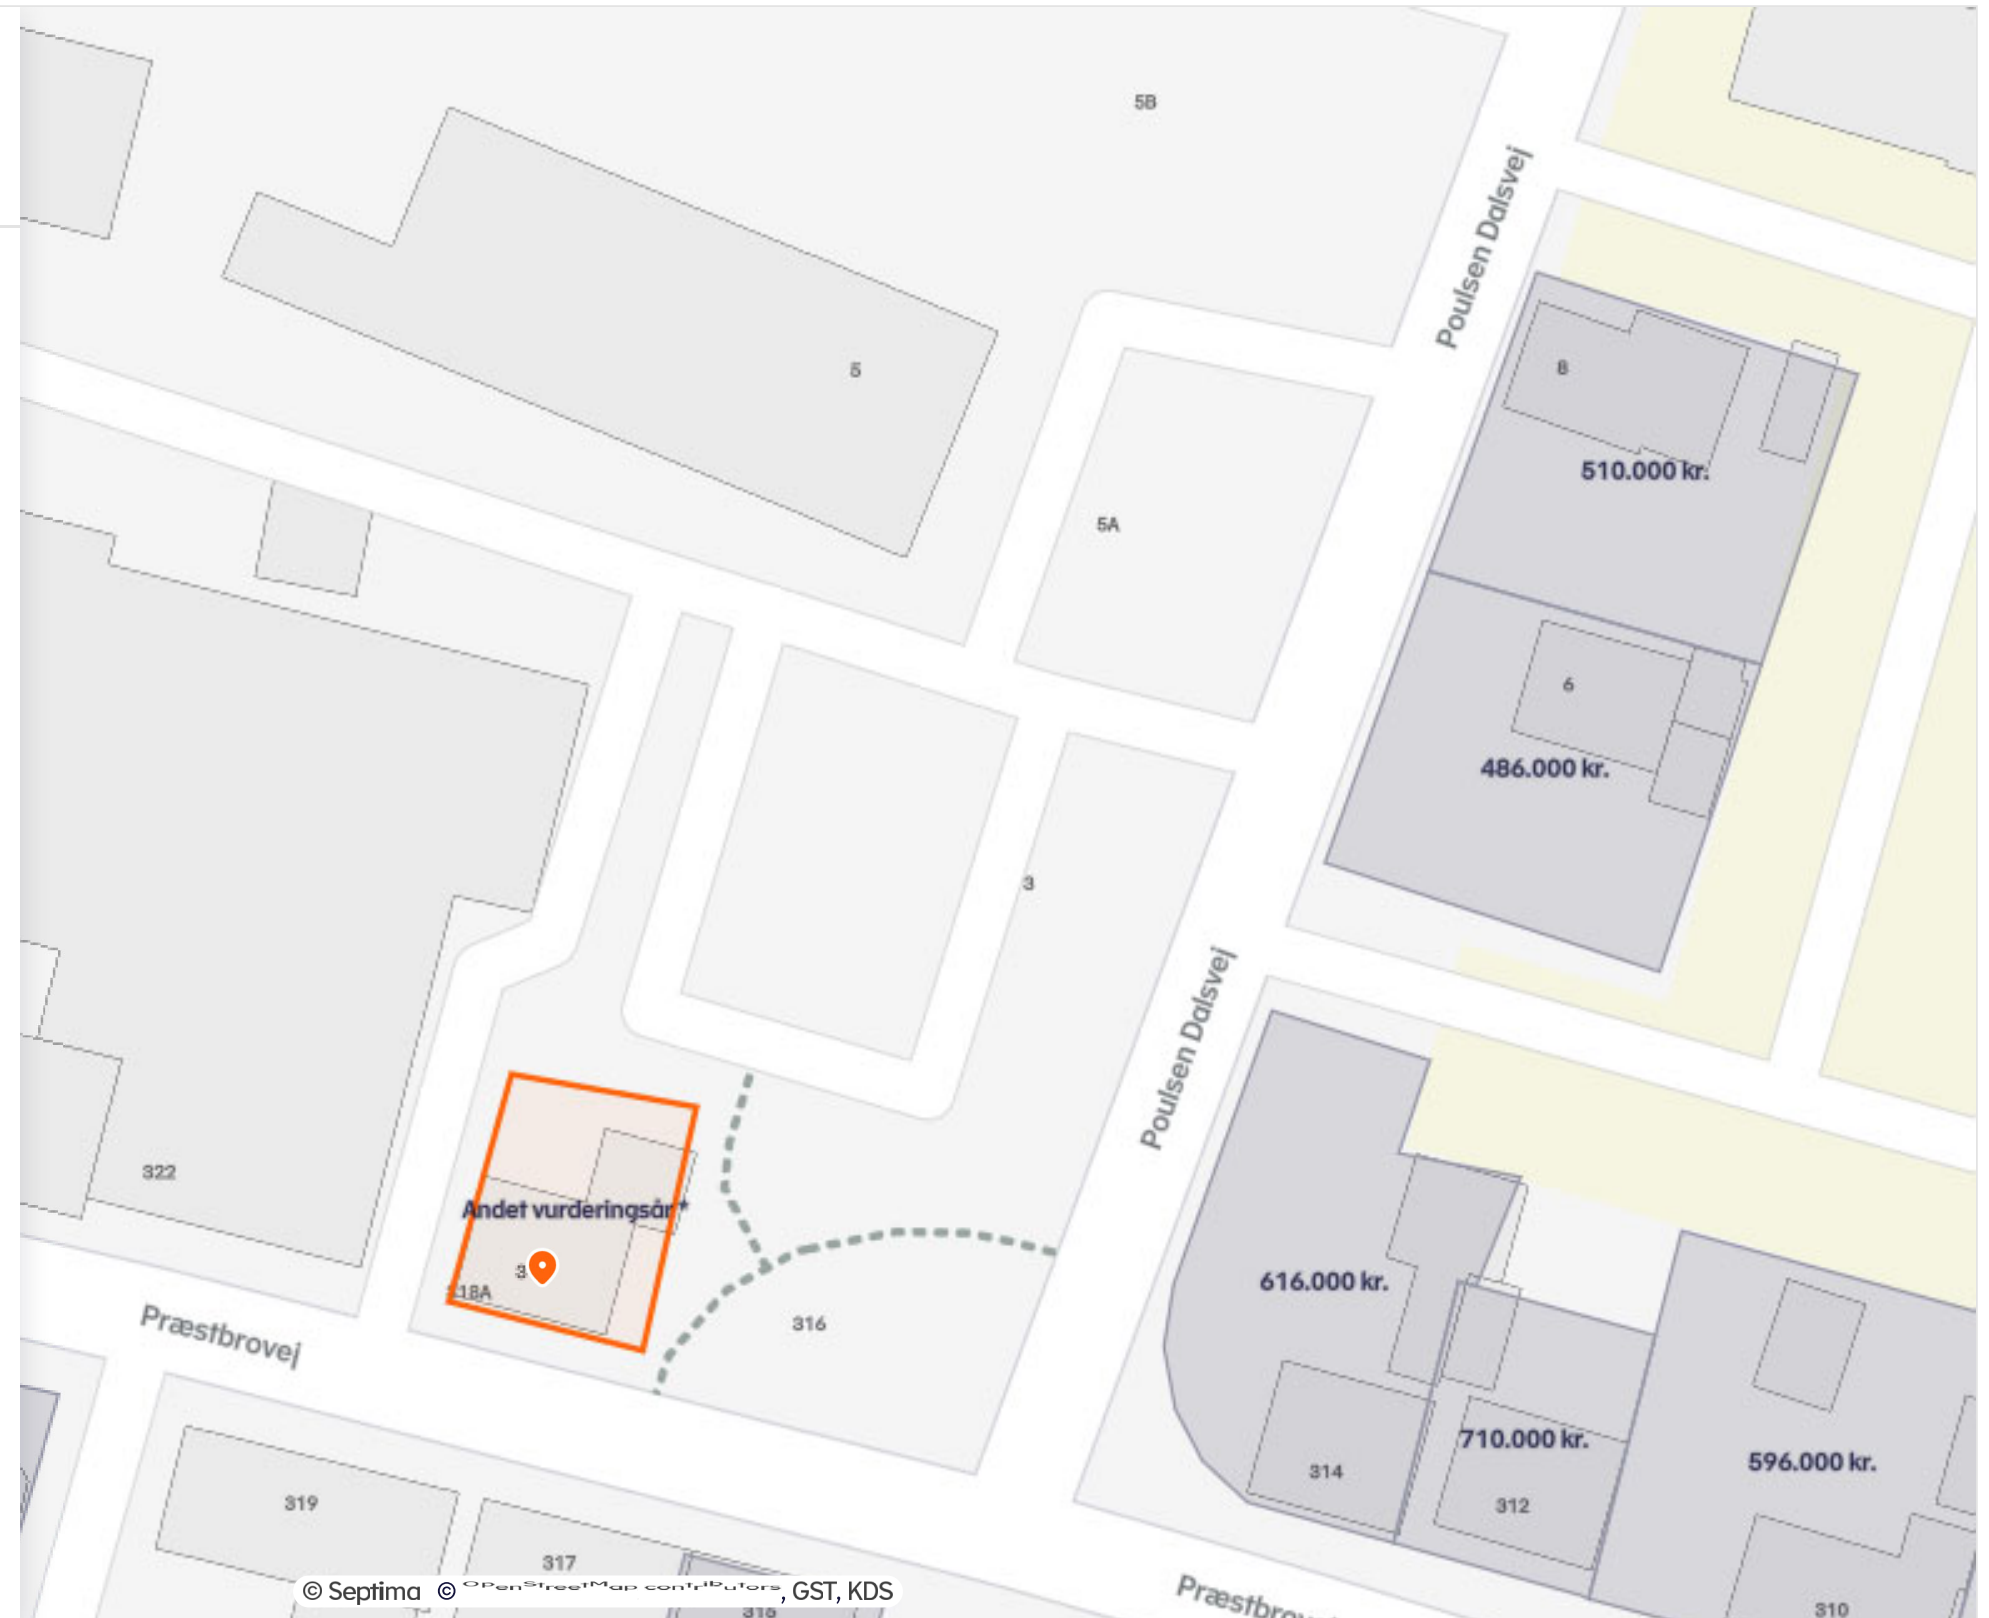 5B
Poulsen Dalsvej
5
8
510.000 kr.
5A
6
486.000 kr.
3
Poulsen Dalsvej
322
Andet vurderingsår*
3
318A
316
616.000 kr.
Præstbrovej
710.000 kr.
596.000 kr.
314
312
319
317
© Septima © OpenStreetMap contributors, GST, KDS
310